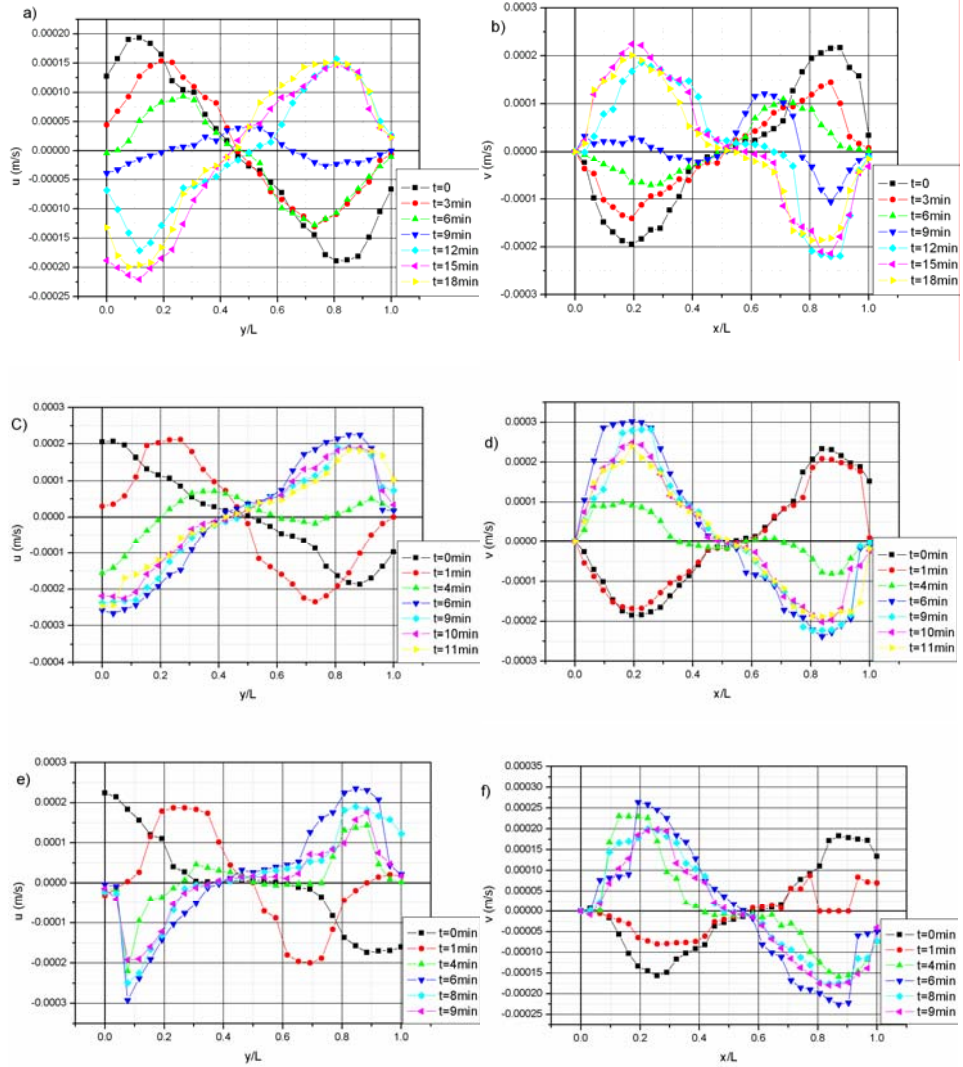 a)
0.00020
0.00015
0.00010
0.00005
0.00000
-0.00005
-0.00010
-0.00015
-0.00020
-0.00025
u (m/s)
0.0 0.2 0.4 0.6 0.8 1.0
y/L
t=0
t=3min
t=6min
t=9min
t=12min
t=15min
t=18min
b)
0.0003
0.0002
0.0001
0.0000
-0.0001
-0.0002
-0.0003
v (m/s)
0.0 0.2 0.4 0.6 0.8 1.0
x/L
t=0
t=3min
t=6min
t=9min
t=12min
t=15min
t=18min
C)
0.0003
0.0002
0.0001
0.0000
-0.0001
-0.0002
-0.0003
-0.0004
u (m/s)
0.0 0.2 0.4 0.6 0.8 1.0
y/L
t=0min
t=1min
t=4min
t=6min
t=9min
t=10min
t=11min
d)
0.0003
0.0002
0.0001
0.0000
-0.0001
-0.0002
-0.0003
v (m/s)
0.0 0.2 0.4 0.6 0.8 1.0
x/L
t=0min
t=1min
t=4min
t=6min
t=9min
t=10min
t=11min
e)
0.0003
0.0002
0.0001
0.0000
-0.0001
-0.0002
-0.0003
u (m/s)
0.0 0.2 0.4 0.6 0.8 1.0
y/L
t=0min
t=1min
t=4min
t=6min
t=8min
t=9min
f)
0.00035
0.00030
0.00025
0.00020
0.00015
0.00010
0.00005
0.00000
-0.00005
-0.00010
-0.00015
-0.00020
-0.00025
v (m/s)
0.0 0.2 0.4 0.6 0.8 1.0
x/L
t=0min
t=1min
t=4min
t=6min
t=8min
t=9min